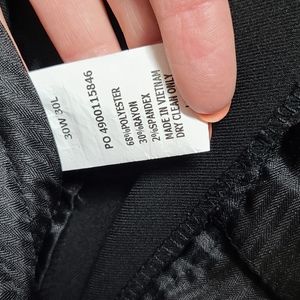 30W 30L
PO 4900115846
68%POLYESTER
30%RAYON
2%SPANDEX
MADE IN VIETNAM
DRY CLEAN ONLY